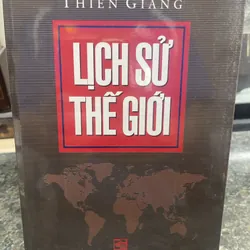 THIÊN GIANG
LỊCH SỬ
THẾ GIỚI